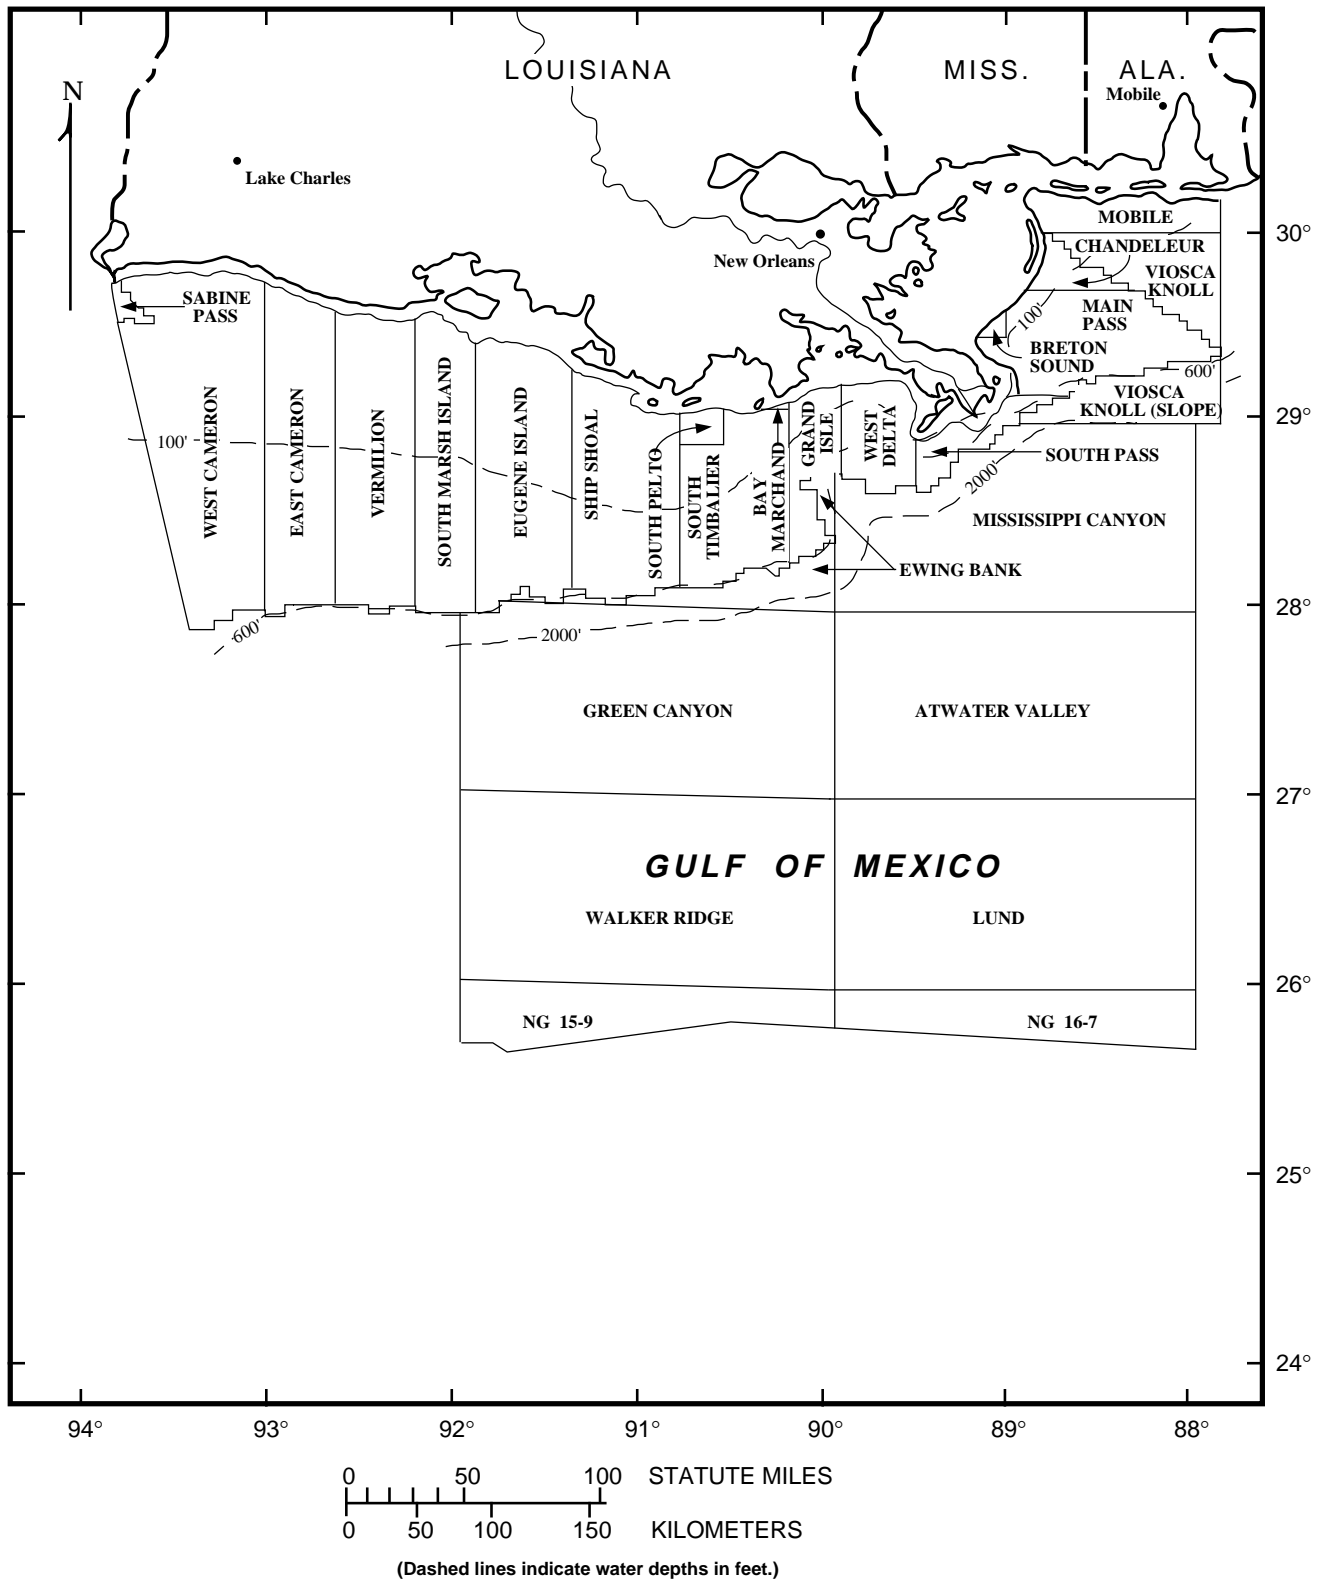 LOUISIANA
MISS.
ALA.
Mobile
N
Lake Charles
New Orleans
MOBILE
30°
CHANDELEUR
VIOSCA
KNOLL
SABINE
PASS
MAIN
PASS
100'
BRETON
SOUND
600'
VIOSCA
KNOLL (SLOPE)
29°
100'
WEST CAMERON
EAST CAMERON
VERMILION
SOUTH MARSH ISLAND
EUGENE ISLAND
SHIP SHOAL
SOUTH PELTO
SOUTH
TIMBALIER
BAY
MARCHAND
GRAND
ISLE
WEST
DELTA
SOUTH PASS
2000'
MISSISSIPPI CANYON
EWING BANK
28°
600'
2000'
GREEN CANYON
ATWATER VALLEY
27°
GULF OF MEXICO
WALKER RIDGE
LUND
26°
NG 15-9
NG 16-7
25°
24°
94°
93°
92°
91°
90°
89°
88°
0 50 100 STATUTE MILES
0 50 100 150 KILOMETERS
(Dashed lines indicate water depths in feet.)